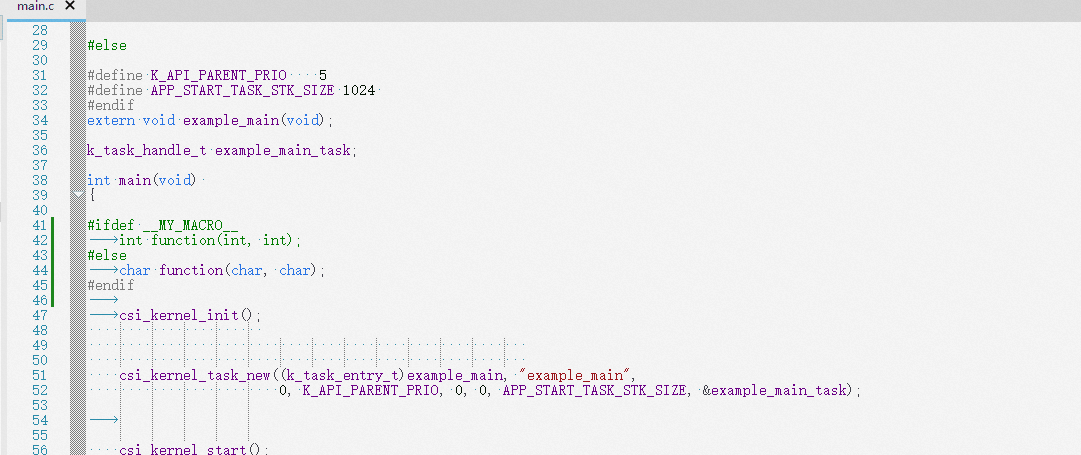 main.c ✕
28
29 #else
30
31 #define K_API_PARENT_PRIO    5
32 #define APP_START_TASK_STK_SIZE 1024
33 #endif
34 extern void example_main(void);
35
36 k_task_handle_t example_main_task;
37
38 int main(void)
39 {
40
41 #ifdef __MY_MACRO__
42     int function(int, int);
43 #else
44     char function(char, char);
45 #endif
46
47     csi_kernel_init();
48
49
50
51     csi_kernel_task_new((k_task_entry_t)example_main, "example_main",
52                         0, K_API_PARENT_PRIO, 0, 0, APP_START_TASK_STK_SIZE, &example_main_task);
53
54
55
56     csi_kernel_start();